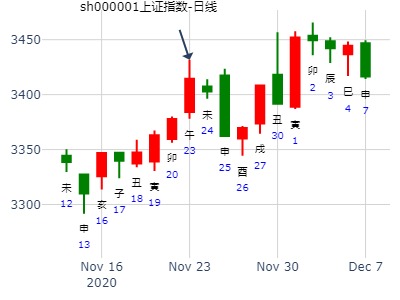 sh000001上证指数-日线
3450
3400
3350
3300
未
12
申
13
亥
16
子
17
丑
18
寅
19
卯
20
午
23
未
24
申
25
酉
26
戌
27
丑
30
寅
1
卯
2
辰
3
巳
4
申
7
Nov 16
2020
Nov 23
Nov 30
Dec 7